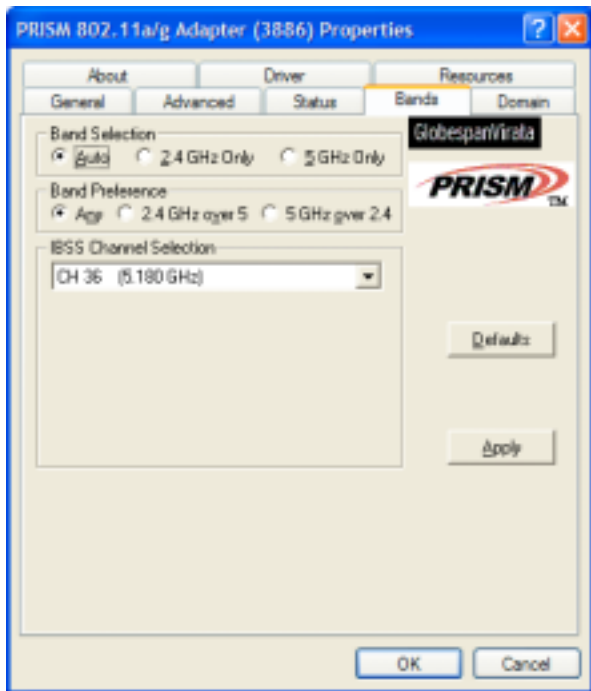 PRISM 802.11a/g Adapter (3886) Properties
About Driver Resources
General Advanced Status Bands Domain
Band Selection
Auto 2.4 GHz Only 5 GHz Only
GlobespanVirata
Band Preference
Any 2.4 GHz over 5 5 GHz over 2.4
PRISM TM
IBSS Channel Selection
CH 36 (5.180 GHz)
Defaults
Apply
OK Cancel